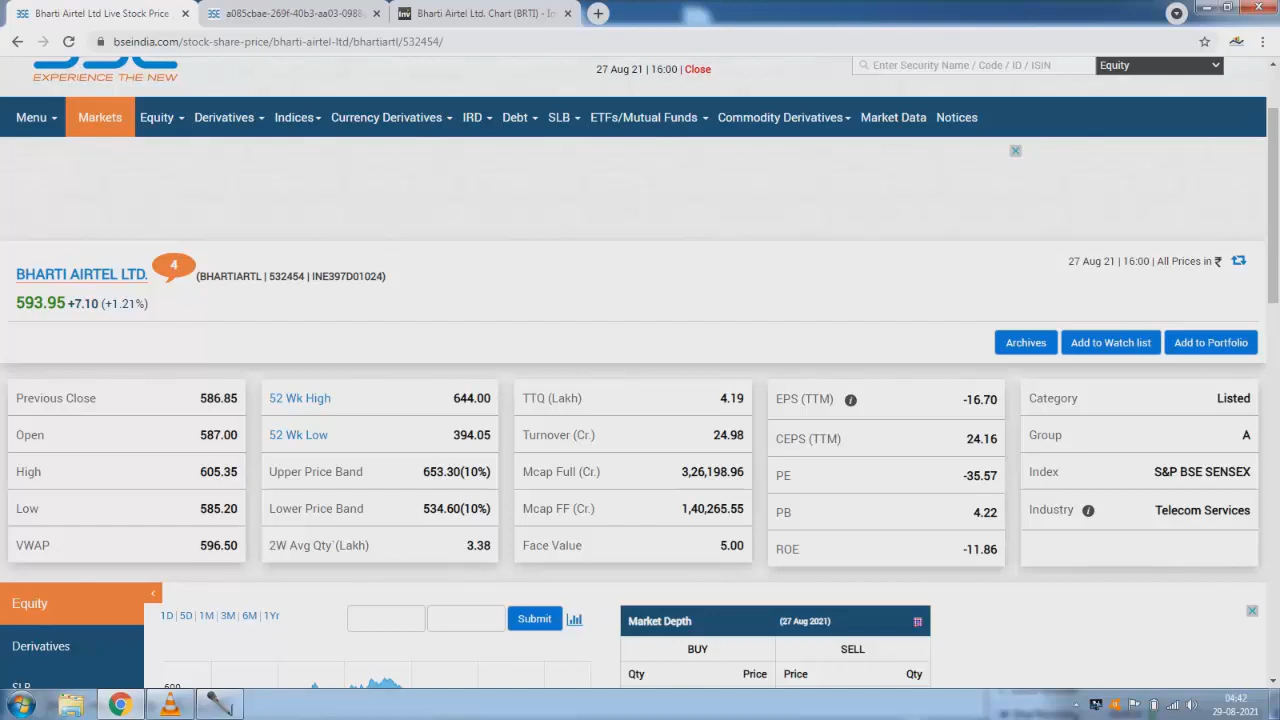 Bharti Airtel Ltd Live Stock Price
a085cbae-269f-40b3-aa03-0988
Bhart Airtel Ltd. Chart (BRTI) - In
bseindia.com/stock-share-price/bharti-airtel-ltd/bhartiartl/532454/
EXPERIENCE THE NEW
27 Aug 21 | 16:00 | Close
Enter Security Name / Code / ID / ISIN
Equity
Menu Markets Equity Derivatives Indices Currency Derivatives IRD Debt SLB ETFs/Mutual Funds Commodity Derivatives Market Data Notices
BHARTI AIRTEL LTD. 4 (BHARTIARTL | 532454 | INE397D01024)
27 Aug 21 | 16:00 | All Prices in ₹
593.95 +7.10 (+1.21%)
Archives Add to Watch list Add to Portfolio
Previous Close 586.85
Open 587.00
High 605.35
Low 585.20
VWAP 596.50
52 Wk High 644.00
52 Wk Low 394.05
Upper Price Band 653.30(10%)
Lower Price Band 534.60(10%)
2W Avg Qty (Lakh) 3.38
TTQ (Lakh) 4.19
Turnover (Cr.) 24.98
Mcap Full (Cr.) 3,26,198.96
Mcap FF (Cr.) 1,40,265.55
Face Value 5.00
EPS (TTM) -16.70
CEPS (TTM) 24.16
PE -35.57
PB 4.22
ROE -11.86
Category Listed
Group A
Index S&P BSE SENSEX
Industry Telecom Services
Equity
Derivatives
SLB
1D | 5D | 1M | 3M | 6M | 1Yr
Submit
600
Market Depth (27 Aug 2021)
BUY SELL
Qty Price Price Qty
04:42
29-08-2021